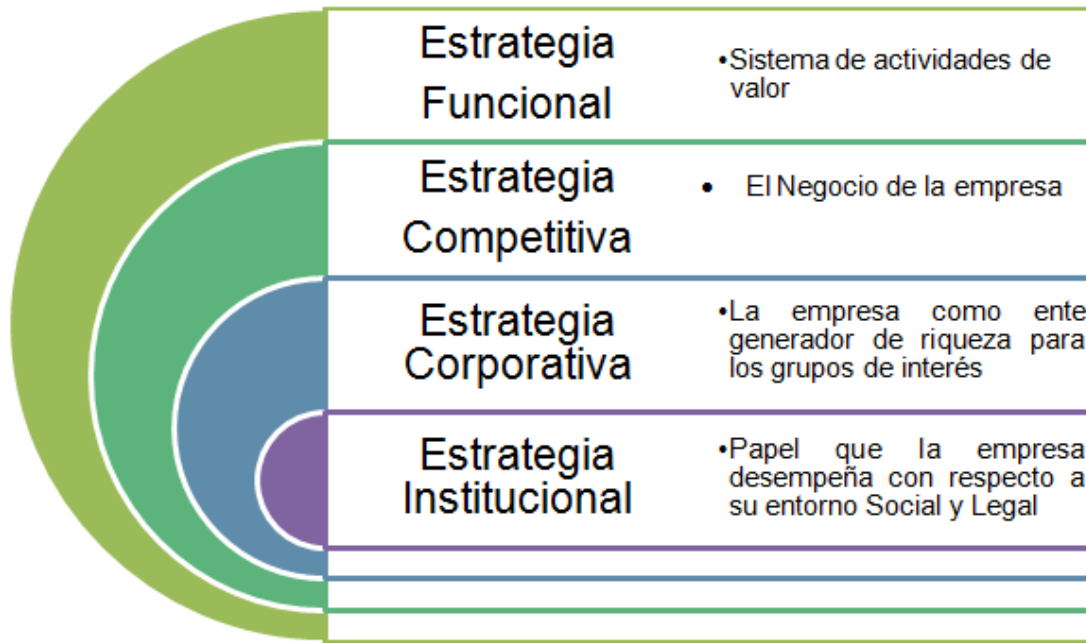 Estrategia
Funcional
•Sistema de actividades de
valor
Estrategia
Competitiva
• El Negocio de la empresa
Estrategia
Corporativa
•La empresa como ente
generador de riqueza para
los grupos de interés
Estrategia
Institucional
•Papel que la empresa
desempeña con respecto a
su entorno Social y Legal